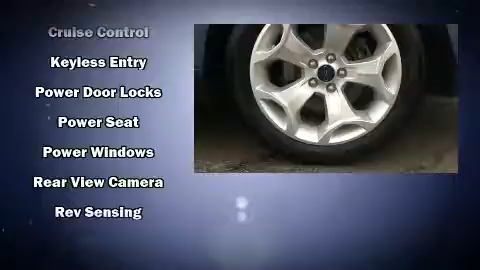 Cruise Control
Keyless Entry
Power Door Locks
Power Seat
Power Windows
Rear View Camera
Rev Sensing